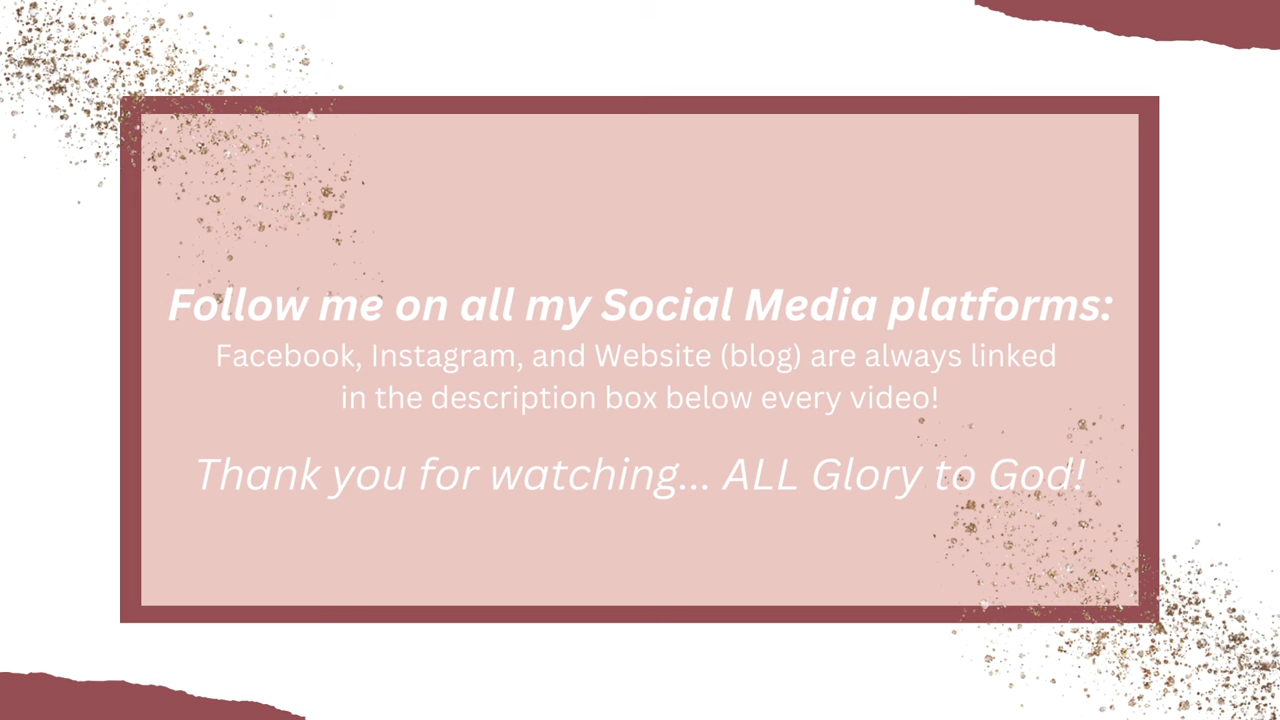 Follow me on all my Social Media platforms:
Facebook, Instagram, and Website (blog) are always linked
in the description box below every video!
Thank you for watching... ALL Glory to God!